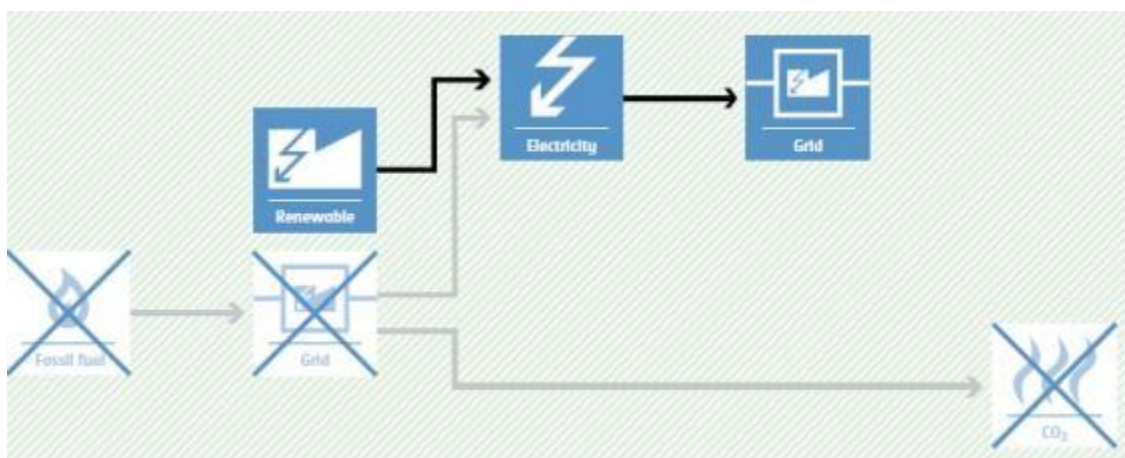 Electricity
Grid
Renewable
Fossil fuel
Grid
CO₂